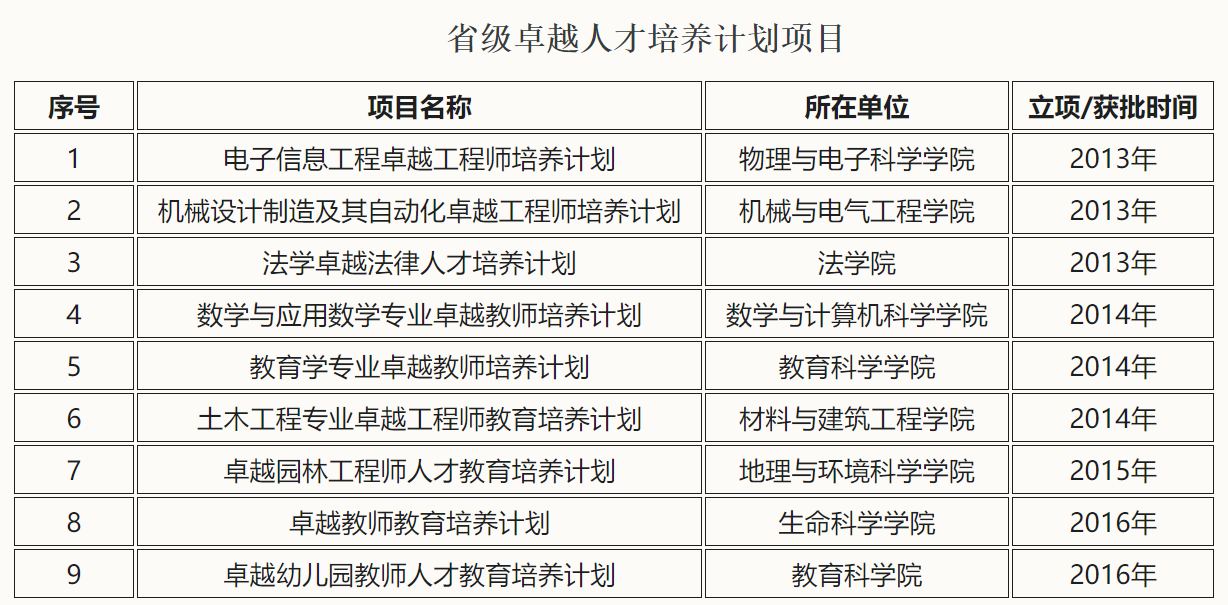 省级卓越人才培养计划项目
序号 项目名称 所在单位 立项/获批时间
1 电子信息工程卓越工程师培养计划 物理与电子科学学院 2013年
2 机械设计制造及其自动化卓越工程师培养计划 机械与电气工程学院 2013年
3 法学卓越法律人才培养计划 法学院 2013年
4 数学与应用数学专业卓越教师培养计划 数学与计算机科学学院 2014年
5 教育学专业卓越教师培养计划 教育科学学院 2014年
6 土木工程专业卓越工程师教育培养计划 材料与建筑工程学院 2014年
7 卓越园林工程师人才教育培养计划 地理与环境科学学院 2015年
8 卓越教师教育培养计划 生命科学学院 2016年
9 卓越幼儿园教师人才教育培养计划 教育科学院 2016年